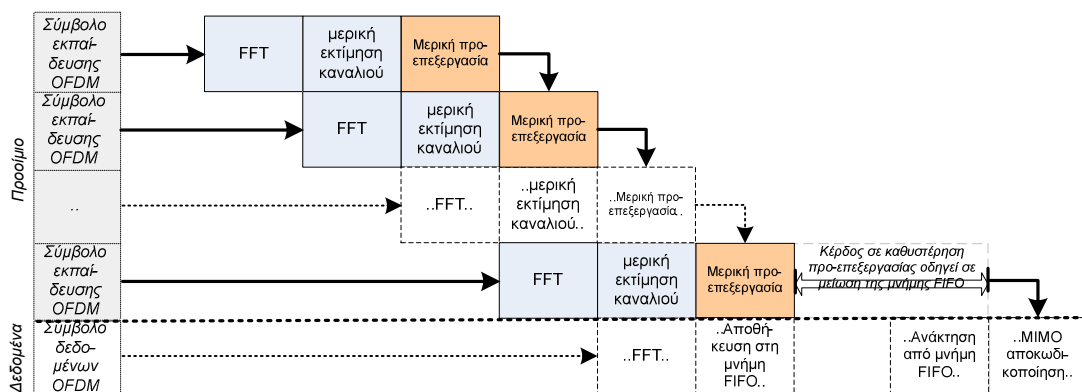 Προοίμιο
Σύμβολο
εκπαί-
δευσης
OFDM
FFT
μερική
εκτίμηση
καναλιού
Μερική προ-
επεξεργασία
Σύμβολο
εκπαί-
δευσης
OFDM
FFT
μερική
εκτίμηση
καναλιού
Μερική προ-
επεξεργασία
..
..FFT..
..μερική
εκτίμηση
καναλιού..
..Μερική προ-
επεξεργασία..
Σύμβολο
εκπαί-
δευσης
OFDM
FFT
μερική
εκτίμηση
καναλιού
Μερική προ-
επεξεργασία
Κέρδος σε καθυστέρηση
προ-επεξεργασίας οδηγεί σε
μείωση της μνήμης FIFO
Δεδομένα
Σύμβολο
δεδο-
μένων
OFDM
..FFT..
..Αποθή-
κευση στη
μνήμη
FIFO..
..Ανάκτηση
από μνήμη
FIFO..
..MIMO
αποκωδι-
κοποίηση..